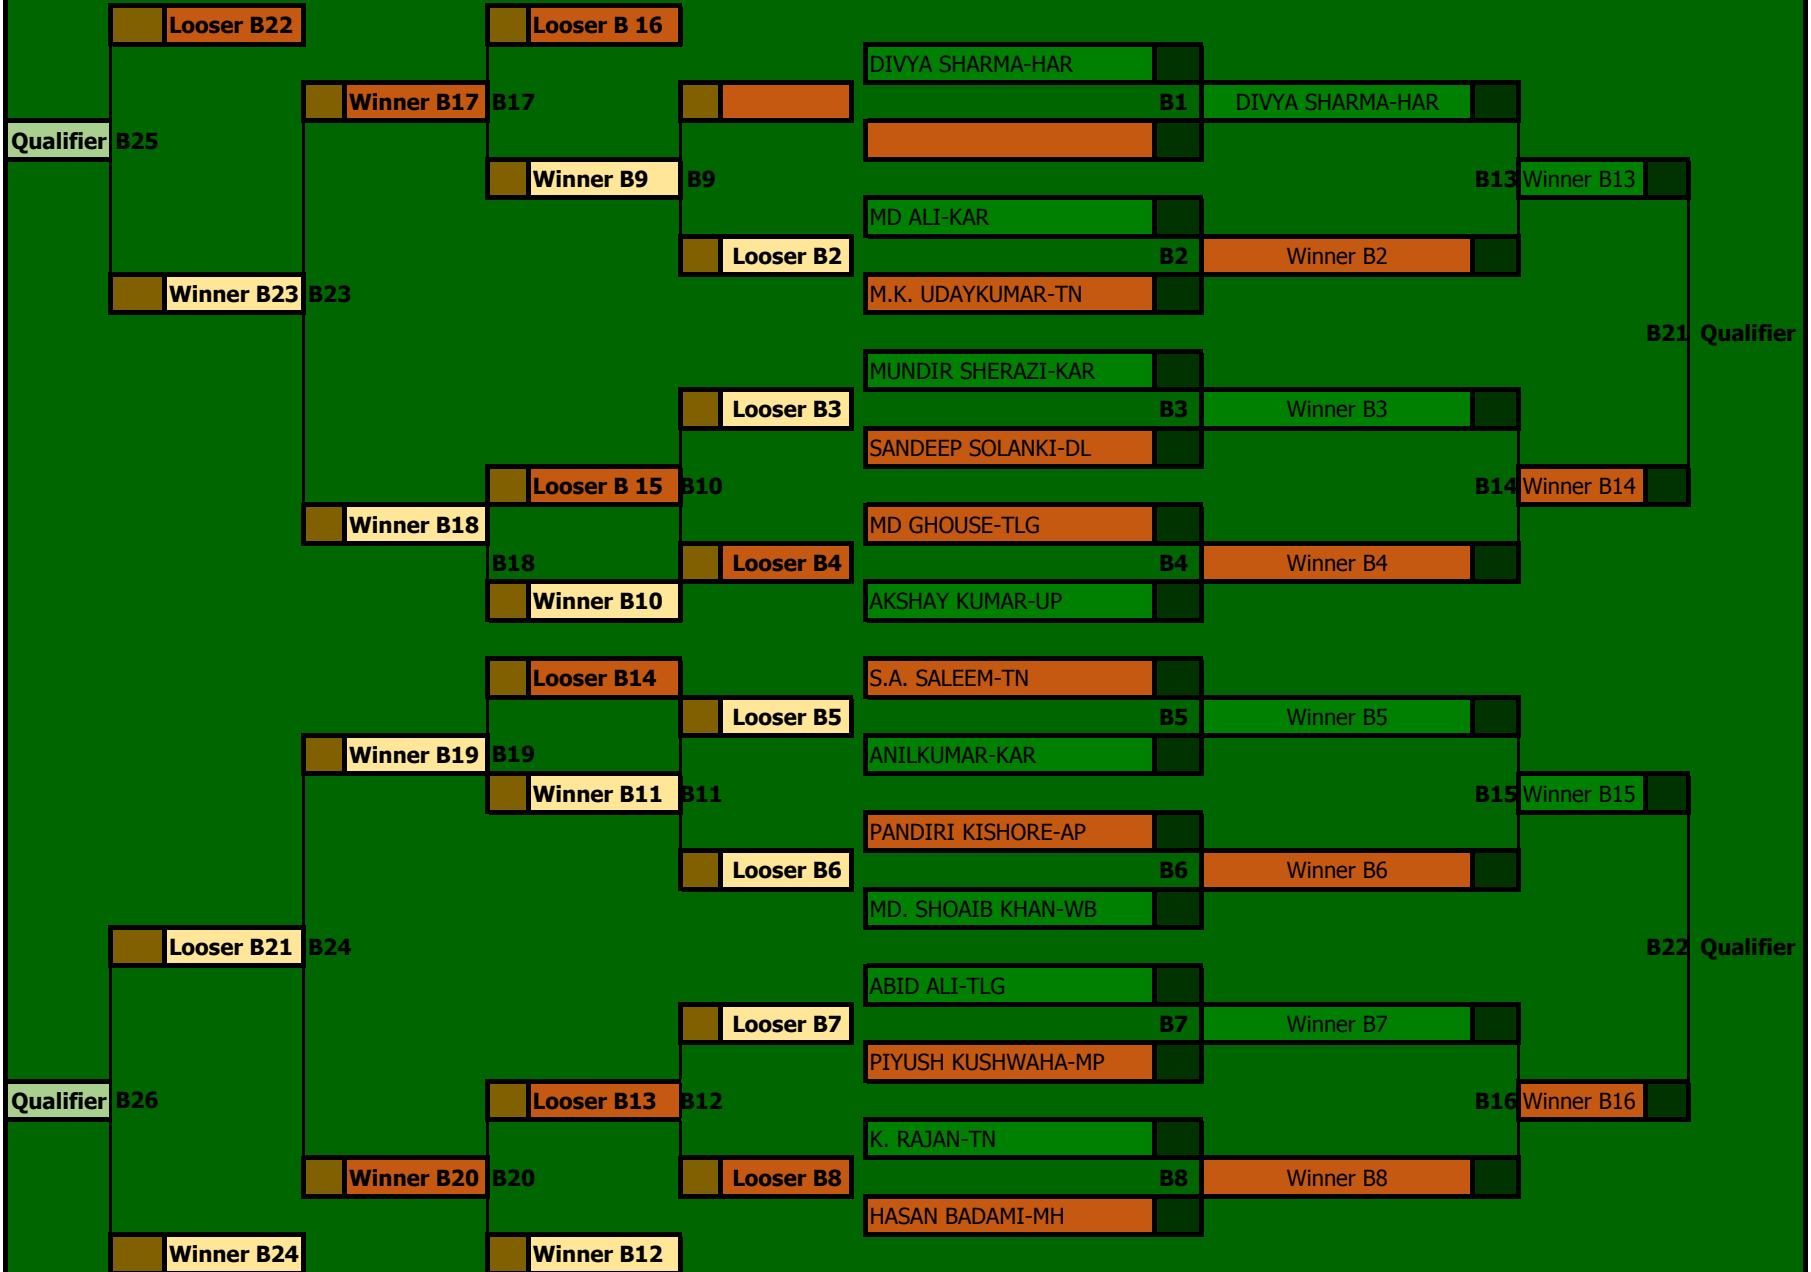 Looser B22
Looser B 16
DIVYA SHARMA-HAR
Winner B17 B17
B1 DIVYA SHARMA-HAR
Qualifier B25
Winner B9 B9
B13 Winner B13
MD ALI-KAR
Looser B2
B2 Winner B2
Winner B23 B23
M.K. UDAYKUMAR-TN
B21 Qualifier
MUNDIR SHERAZI-KAR
Looser B3
B3 Winner B3
SANDEEP SOLANKI-DL
Looser B 15 B10
B14 Winner B14
Winner B18
MD GHOUSE-TLG
B18
Looser B4
B4 Winner B4
Winner B10
AKSHAY KUMAR-UP
Looser B14
S.A. SALEEM-TN
Looser B5
B5 Winner B5
Winner B19 B19
ANILKUMAR-KAR
Winner B11 B11
B15 Winner B15
PANDIRI KISHORE-AP
Looser B6
B6 Winner B6
MD. SHOAIB KHAN-WB
Looser B21 B24
B22 Qualifier
ABID ALI-TLG
Looser B7
B7 Winner B7
PIYUSH KUSHWAHA-MP
Qualifier B26
Looser B13 B12
B16 Winner B16
K. RAJAN-TN
Winner B20 B20
Looser B8
B8 Winner B8
HASAN BADAMI-MH
Winner B24
Winner B12